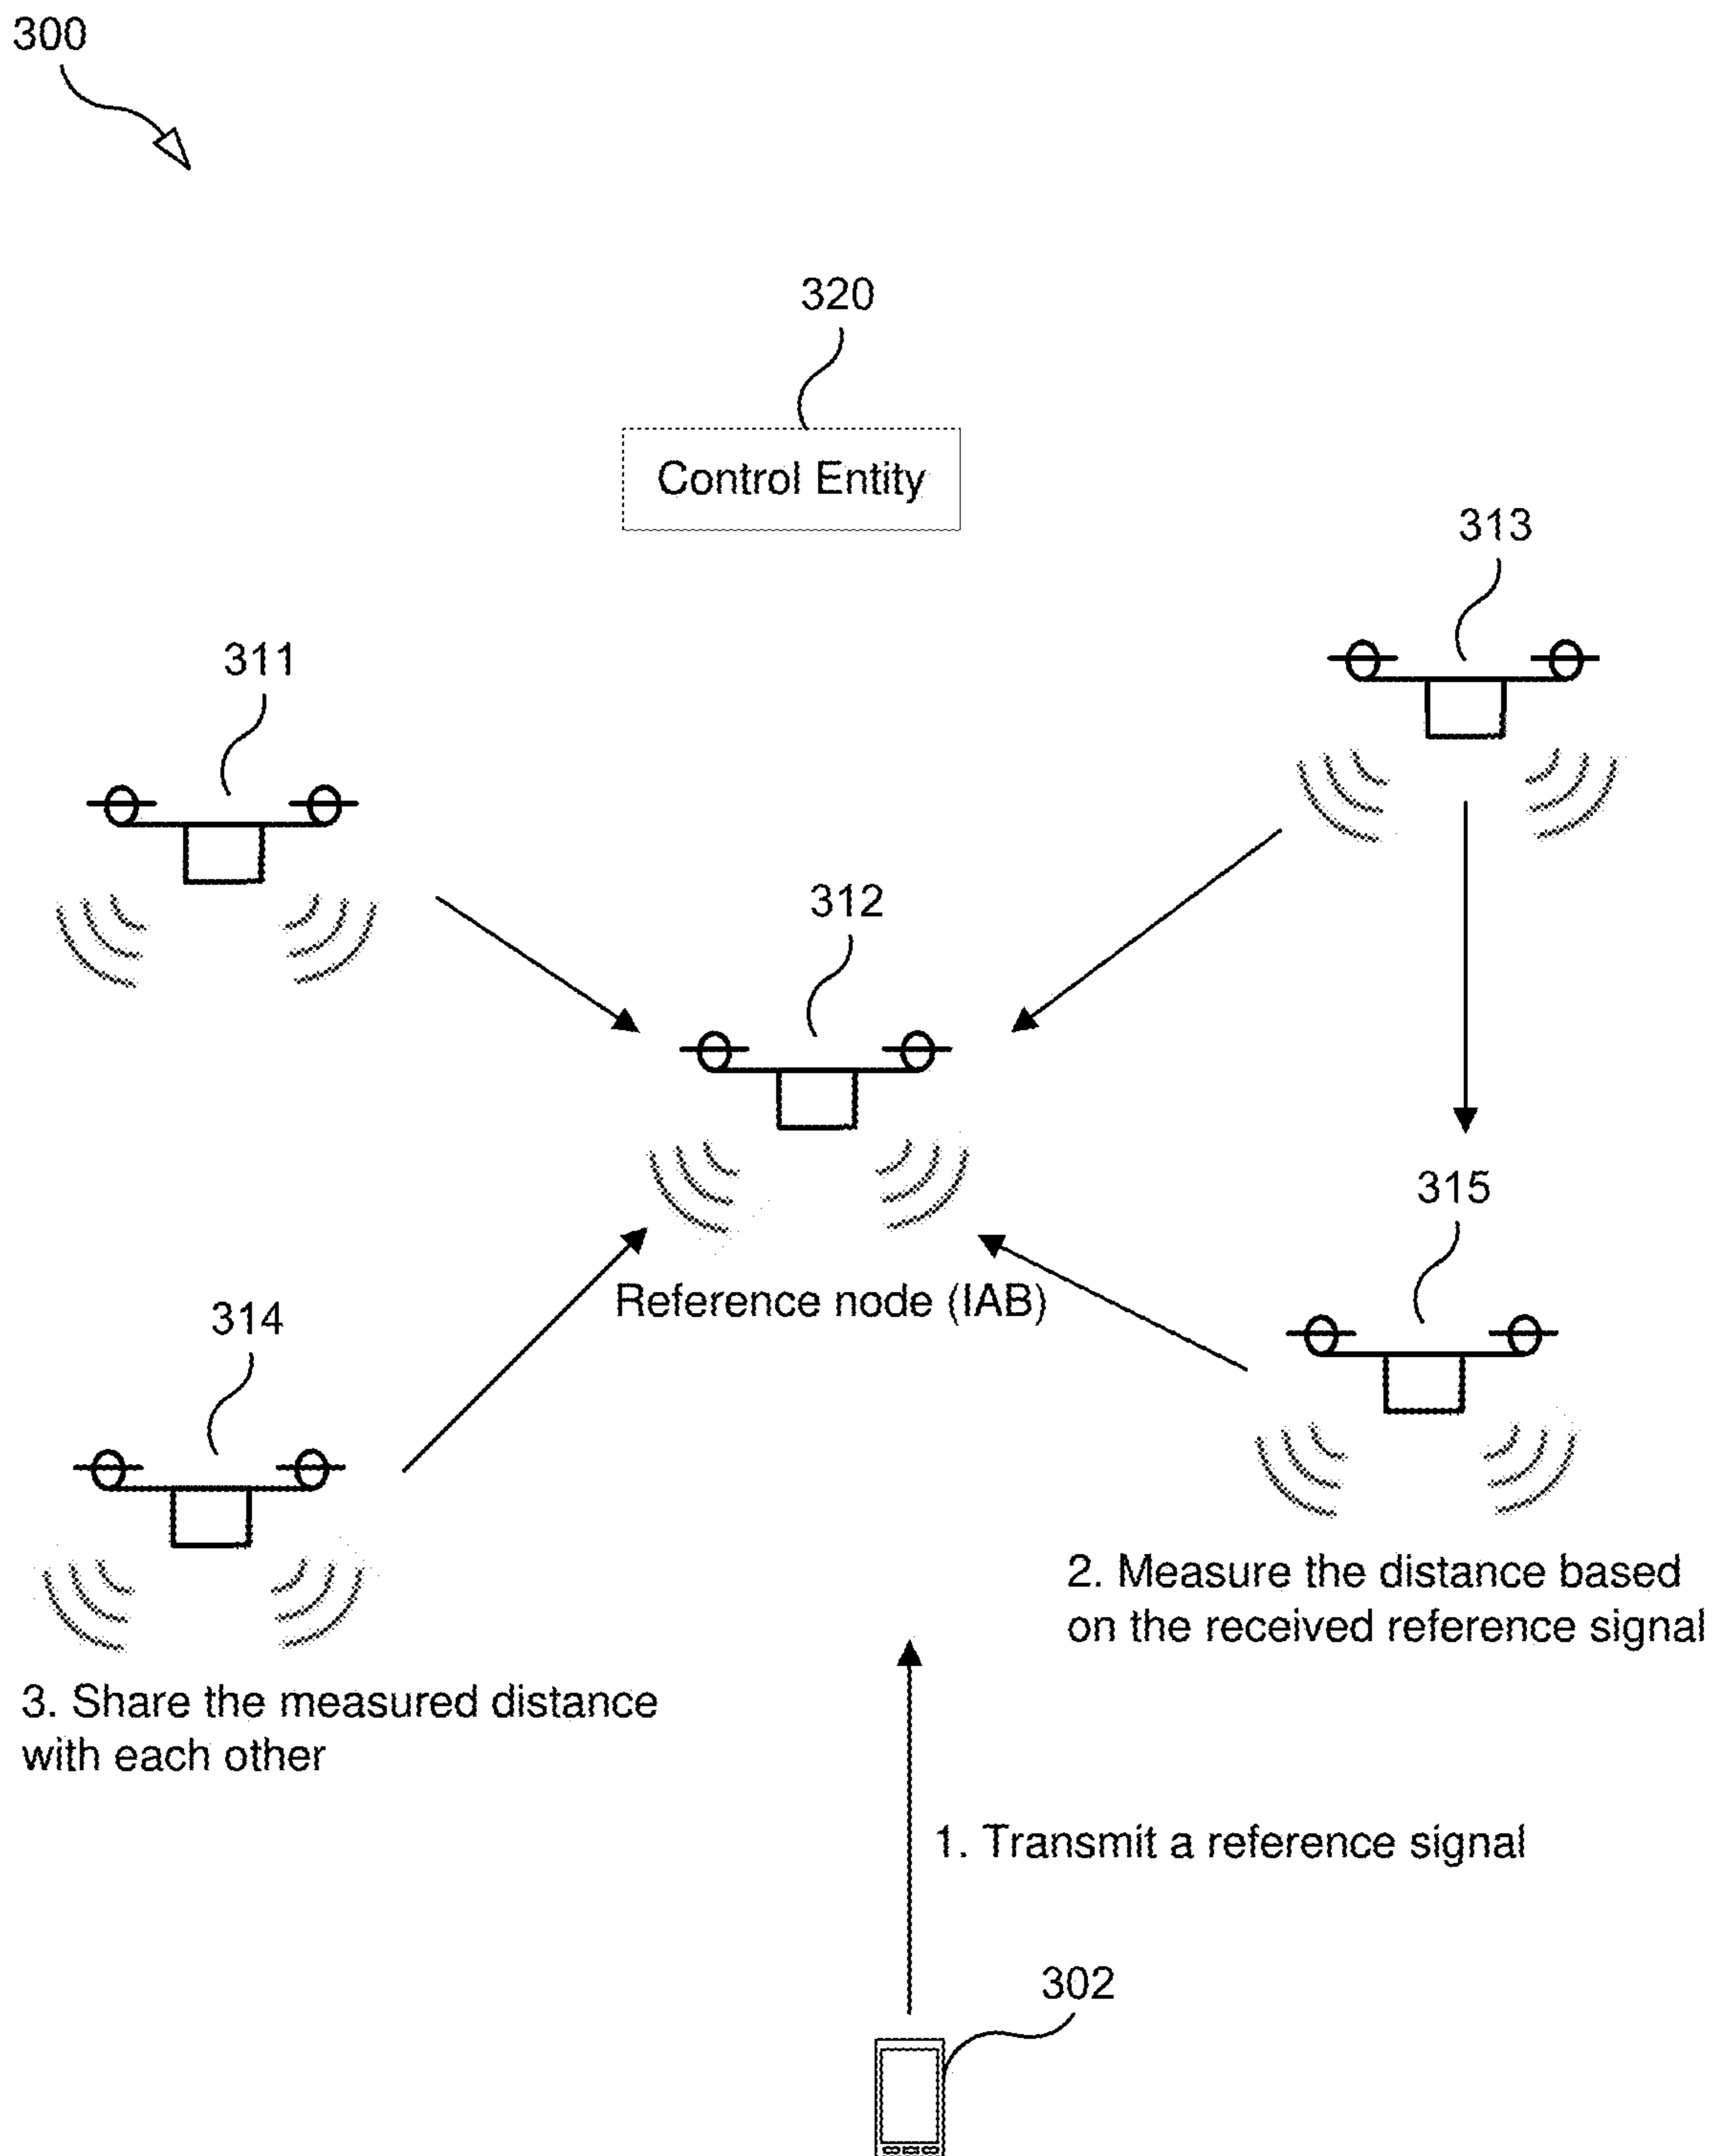 300
320
Control Entity
313
311
312
315
Reference node (IAB)
314
2. Measure the distance based
on the received reference signal
3. Share the measured distance
with each other
1. Transmit a reference signal
302